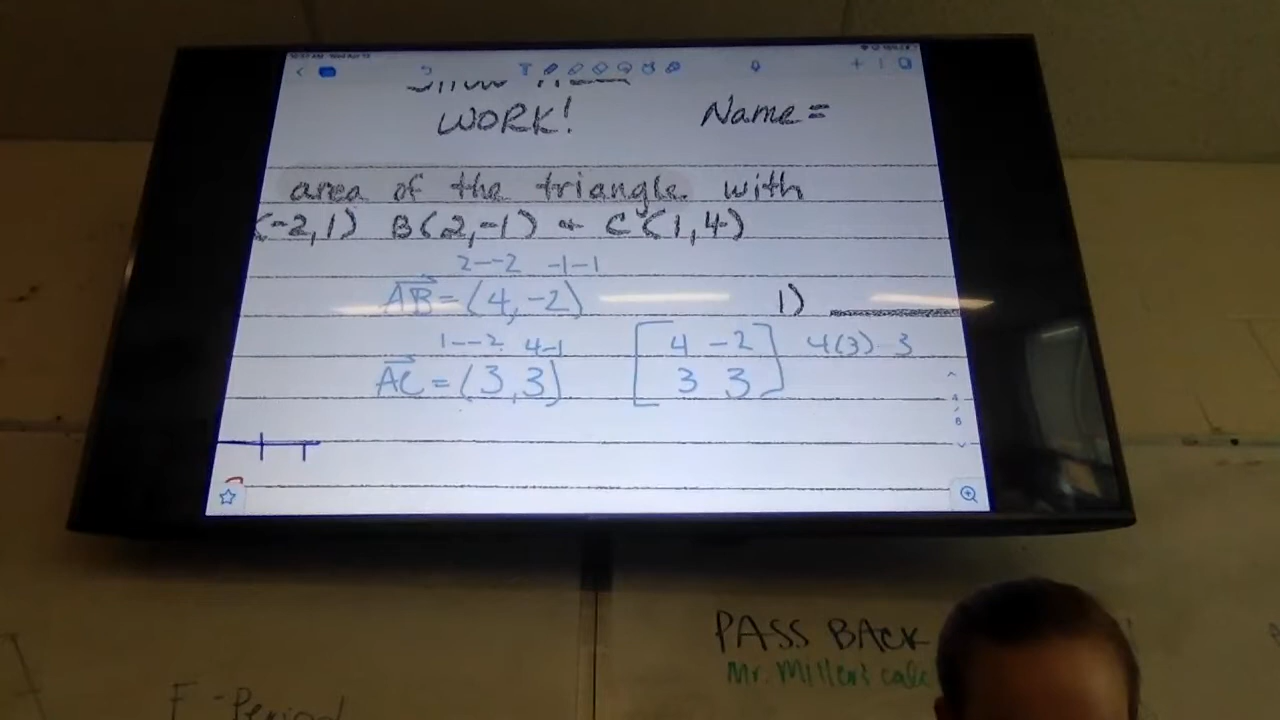 WORK! Name =
area of the triangle with
(-2,1) B(2,-1) + C(1,4)
2--2 -1-1
AB = (4, -2) 1)
1--2 4-1
4 -2 4(3) 3
AC = (3, 3) 3 3
PASS BACK
Mr. Miller's calc
F-Period